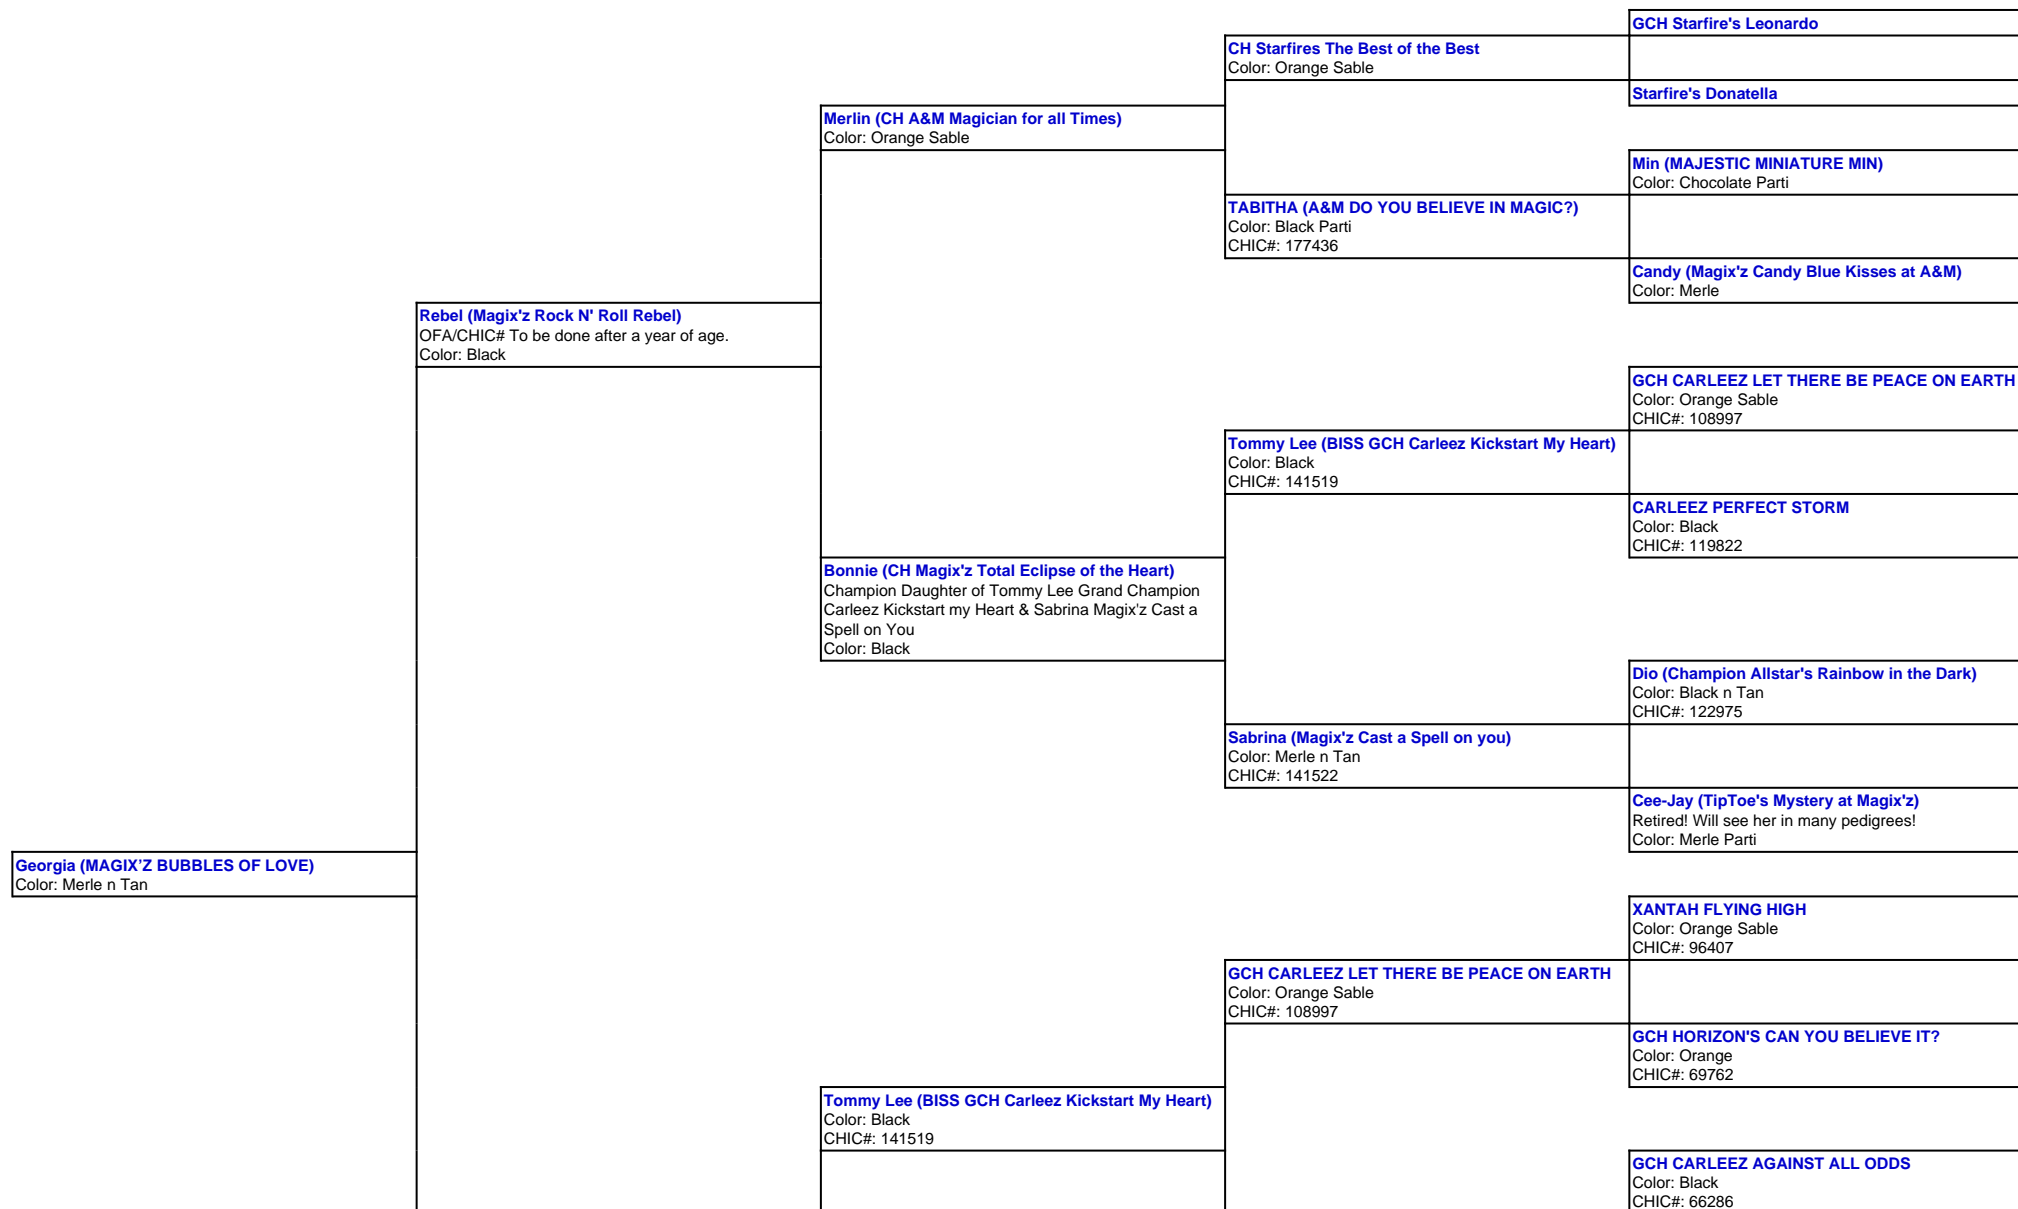 GCH Starfire's Leonardo
CH Starfires The Best of the Best
Color: Orange Sable
Starfire's Donatella
Merlin (CH A&M Magician for all Times)
Color: Orange Sable
Min (MAJESTIC MINIATURE MIN)
Color: Chocolate Parti
TABITHA (A&M DO YOU BELIEVE IN MAGIC?)
Color: Black Parti
CHIC#: 177436
Candy (Magix'z Candy Blue Kisses at A&M)
Color: Merle
Rebel (Magix'z Rock N' Roll Rebel)
OFA/CHIC# To be done after a year of age.
Color: Black
GCH CARLEEZ LET THERE BE PEACE ON EARTH
Color: Orange Sable
CHIC#: 108997
Tommy Lee (BISS GCH Carleez Kickstart My Heart)
Color: Black
CHIC#: 141519
CARLEEZ PERFECT STORM
Color: Black
CHIC#: 119822
Bonnie (CH Magix'z Total Eclipse of the Heart)
Champion Daughter of Tommy Lee Grand Champion
Carleez Kickstart my Heart & Sabrina Magix'z Cast a
Spell on You
Color: Black
Dio (Champion Allstar's Rainbow in the Dark)
Color: Black n Tan
CHIC#: 122975
Sabrina (Magix'z Cast a Spell on you)
Color: Merle n Tan
CHIC#: 141522
Cee-Jay (TipToe's Mystery at Magix'z)
Retired! Will see her in many pedigrees!
Color: Merle Parti
Georgia (MAGIX'Z BUBBLES OF LOVE)
Color: Merle n Tan
XANTAH FLYING HIGH
Color: Orange Sable
CHIC#: 96407
GCH CARLEEZ LET THERE BE PEACE ON EARTH
Color: Orange Sable
CHIC#: 108997
GCH HORIZON'S CAN YOU BELIEVE IT?
Color: Orange
CHIC#: 69762
Tommy Lee (BISS GCH Carleez Kickstart My Heart)
Color: Black
CHIC#: 141519
GCH CARLEEZ AGAINST ALL ODDS
Color: Black
CHIC#: 66286